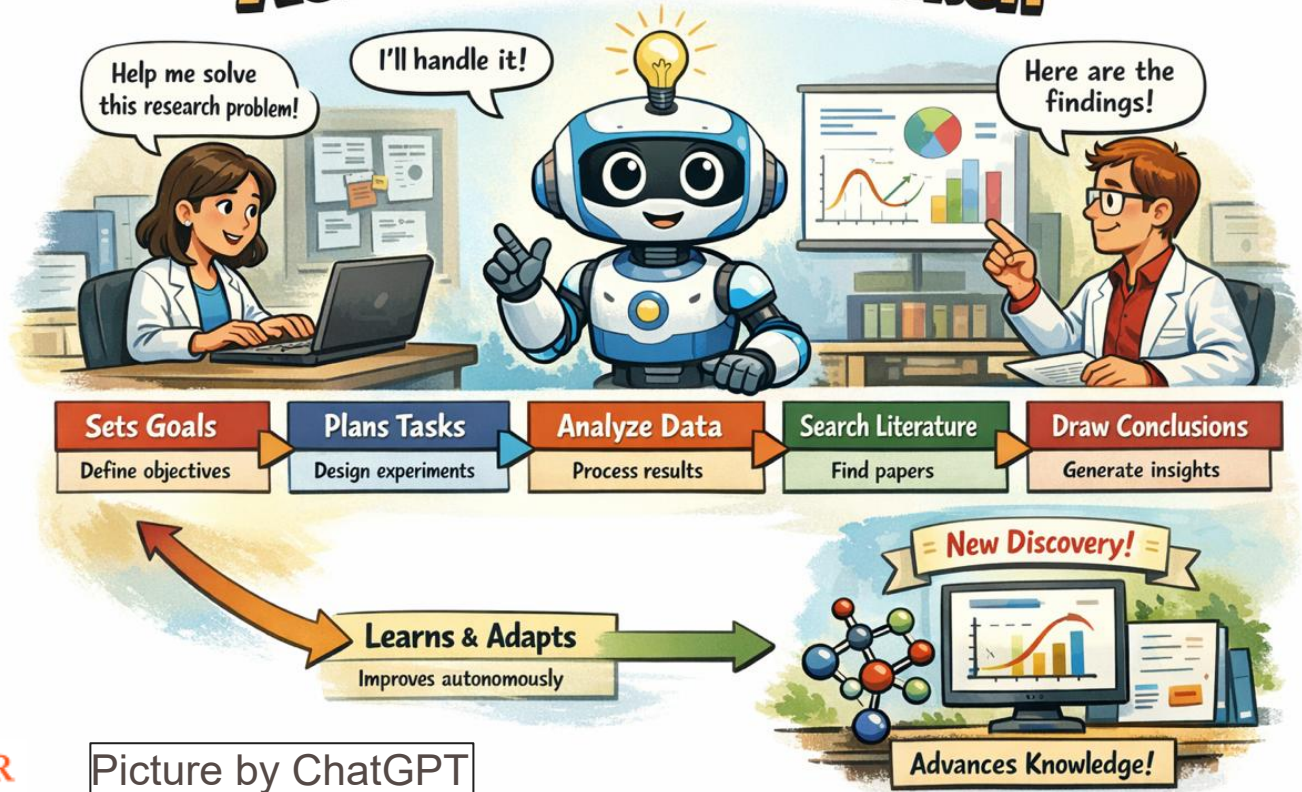 Help me solve
this research problem!
I'll handle it!
Here are the
findings!
Sets Goals
Define objectives
Plans Tasks
Design experiments
Analyze Data
Process results
Search Literature
Find papers
Draw Conclusions
Generate insights
New Discovery!
Learns & Adapts
Improves autonomously
Advances Knowledge!
R
Picture by ChatGPT